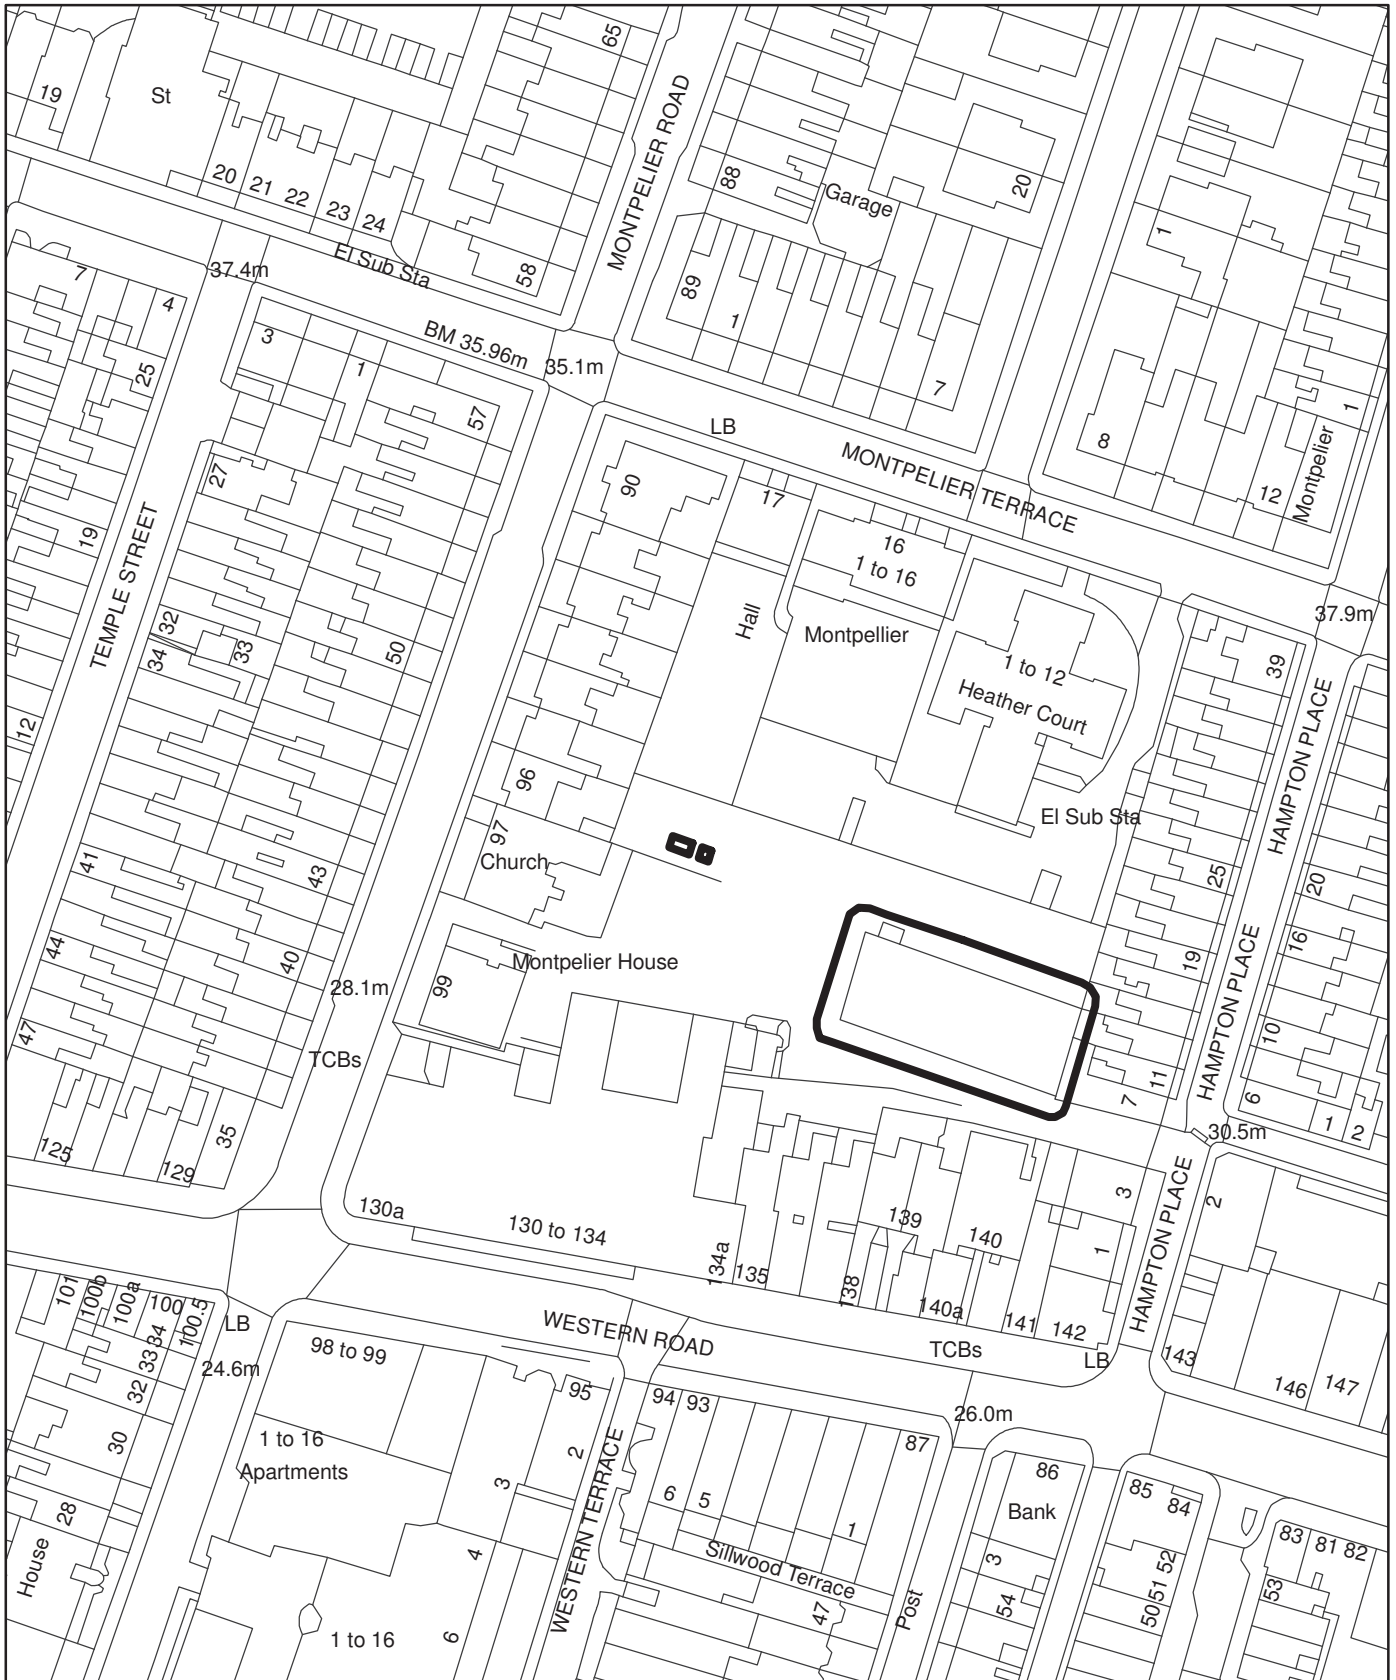 65
19
St
MONTPELIER ROAD
88
Garage
20
1
20
21
22
23
24
El Sub Sta
58
7
4
37.4m
89
1
3
BM 35.96m
35.1m
1
25
57
7
1
LB
8
MONTPELIER TERRACE
Montpelier
12
27
90
17
19
16
1 to 16
TEMPLE STREET
32
33
34
50
Hall
Montpellier
37.9m
39
1 to 12
Heather Court
12
HAMPTON PLACE
96
El Sub Sta
97
Church
41
43
25
20
44
40
Montpelier House
19
16
99
28.1m
HAMPTON PLACE
47
TCBs
10
11
7
6
1
2
35
30.5m
125
129
3
2
130a
130 to 134
139
140
1
HAMPTON PLACE
134a
135
138
140a
141
142
101
100b
100a
100
100.5
LB
WESTERN ROAD
TCBs
LB
143
34
33
32
24.6m
98 to 99
95
94
93
146
147
26.0m
30
1 to 16
Apartments
2
87
86
85
84
3
6
5
WESTERN TERRACE
Bank
28
1
83
81
82
House
4
Sillwood Terrace
3
52
51
50
53
54
47
Post
1 to 16
6